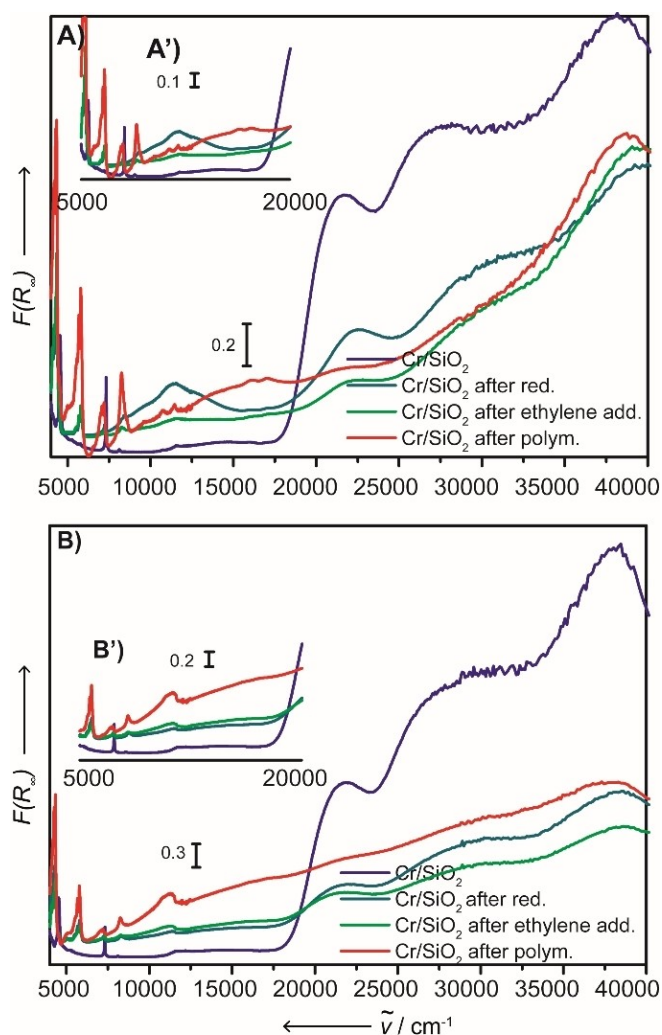 A)
A')
0.1
5000 20000
F(R∞)
0.2
Cr/SiO2
Cr/SiO2 after red.
Cr/SiO2 after ethylene add.
Cr/SiO2 after polym.
5000 10000 15000 20000 25000 30000 35000 40000
B)
B')
0.2
5000 20000
F(R∞)
0.3
Cr/SiO2
Cr/SiO2 after red.
Cr/SiO2 after ethylene add.
Cr/SiO2 after polym.
5000 10000 15000 20000 25000 30000 35000 40000
ṽ / cm-1